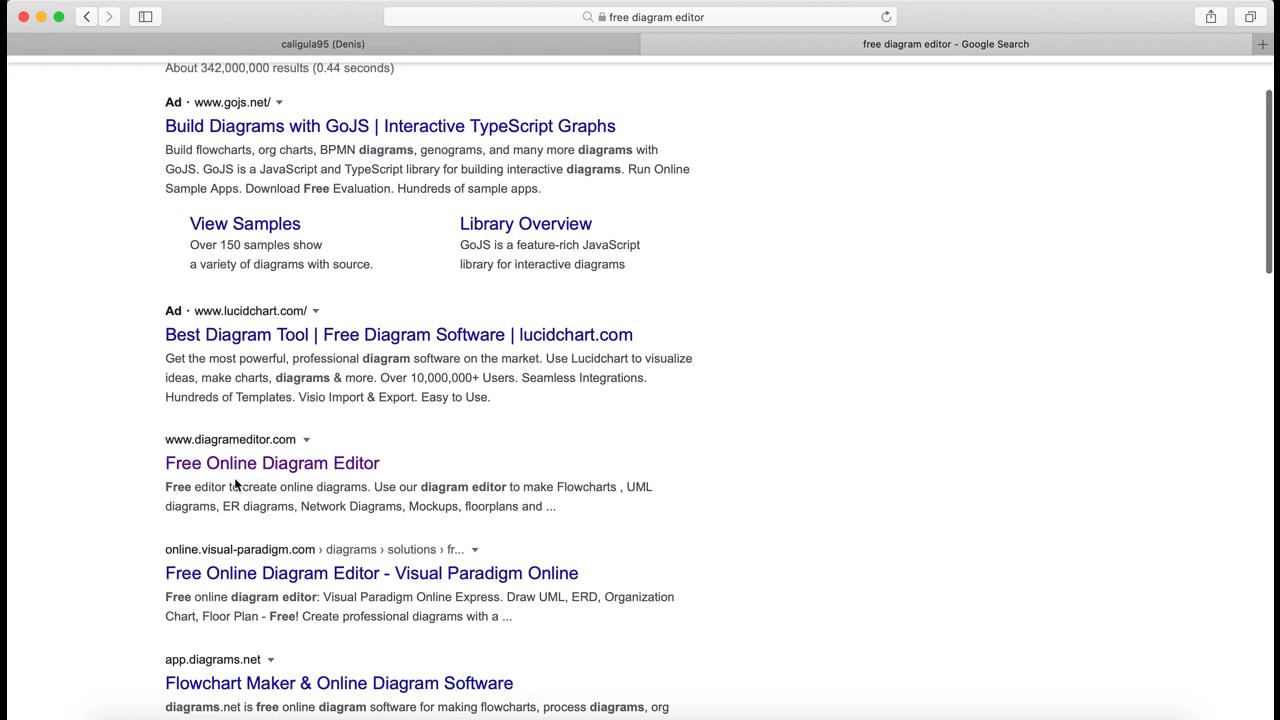 free diagram editor
caligula95 (Denis)
free diagram editor - Google Search
About 342,000,000 results (0.44 seconds)
Ad · www.gojs.net/
Build Diagrams with GoJS | Interactive TypeScript Graphs
Build flowcharts, org charts, BPMN diagrams, genograms, and many more diagrams with
GoJS. GoJS is a JavaScript and TypeScript library for building interactive diagrams. Run Online
Sample Apps. Download Free Evaluation. Hundreds of sample apps.
View Samples
Over 150 samples show
a variety of diagrams with source.
Library Overview
GoJS is a feature-rich JavaScript
library for interactive diagrams
Ad · www.lucidchart.com/
Best Diagram Tool | Free Diagram Software | lucidchart.com
Get the most powerful, professional diagram software on the market. Use Lucidchart to visualize
ideas, make charts, diagrams & more. Over 10,000,000+ Users. Seamless Integrations.
Hundreds of Templates. Visio Import & Export. Easy to Use.
www.diagrameditor.com
Free Online Diagram Editor
Free editor to create online diagrams. Use our diagram editor to make Flowcharts , UML
diagrams, ER diagrams, Network Diagrams, Mockups, floorplans and ...
online.visual-paradigm.com › diagrams › solutions › fr...
Free Online Diagram Editor - Visual Paradigm Online
Free online diagram editor: Visual Paradigm Online Express. Draw UML, ERD, Organization
Chart, Floor Plan - Free! Create professional diagrams with a ...
app.diagrams.net
Flowchart Maker & Online Diagram Software
diagrams.net is free online diagram software for making flowcharts, process diagrams, org